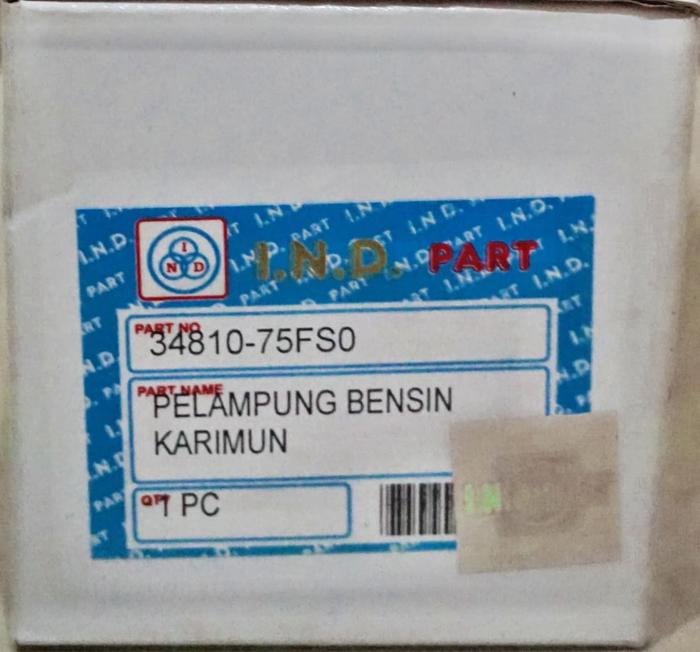 I
N D
I.N.D. PART
PART NO
34810-75FS0
PART NAME
PELAMPUNG BENSIN
KARIMUN
QTY
1 PC